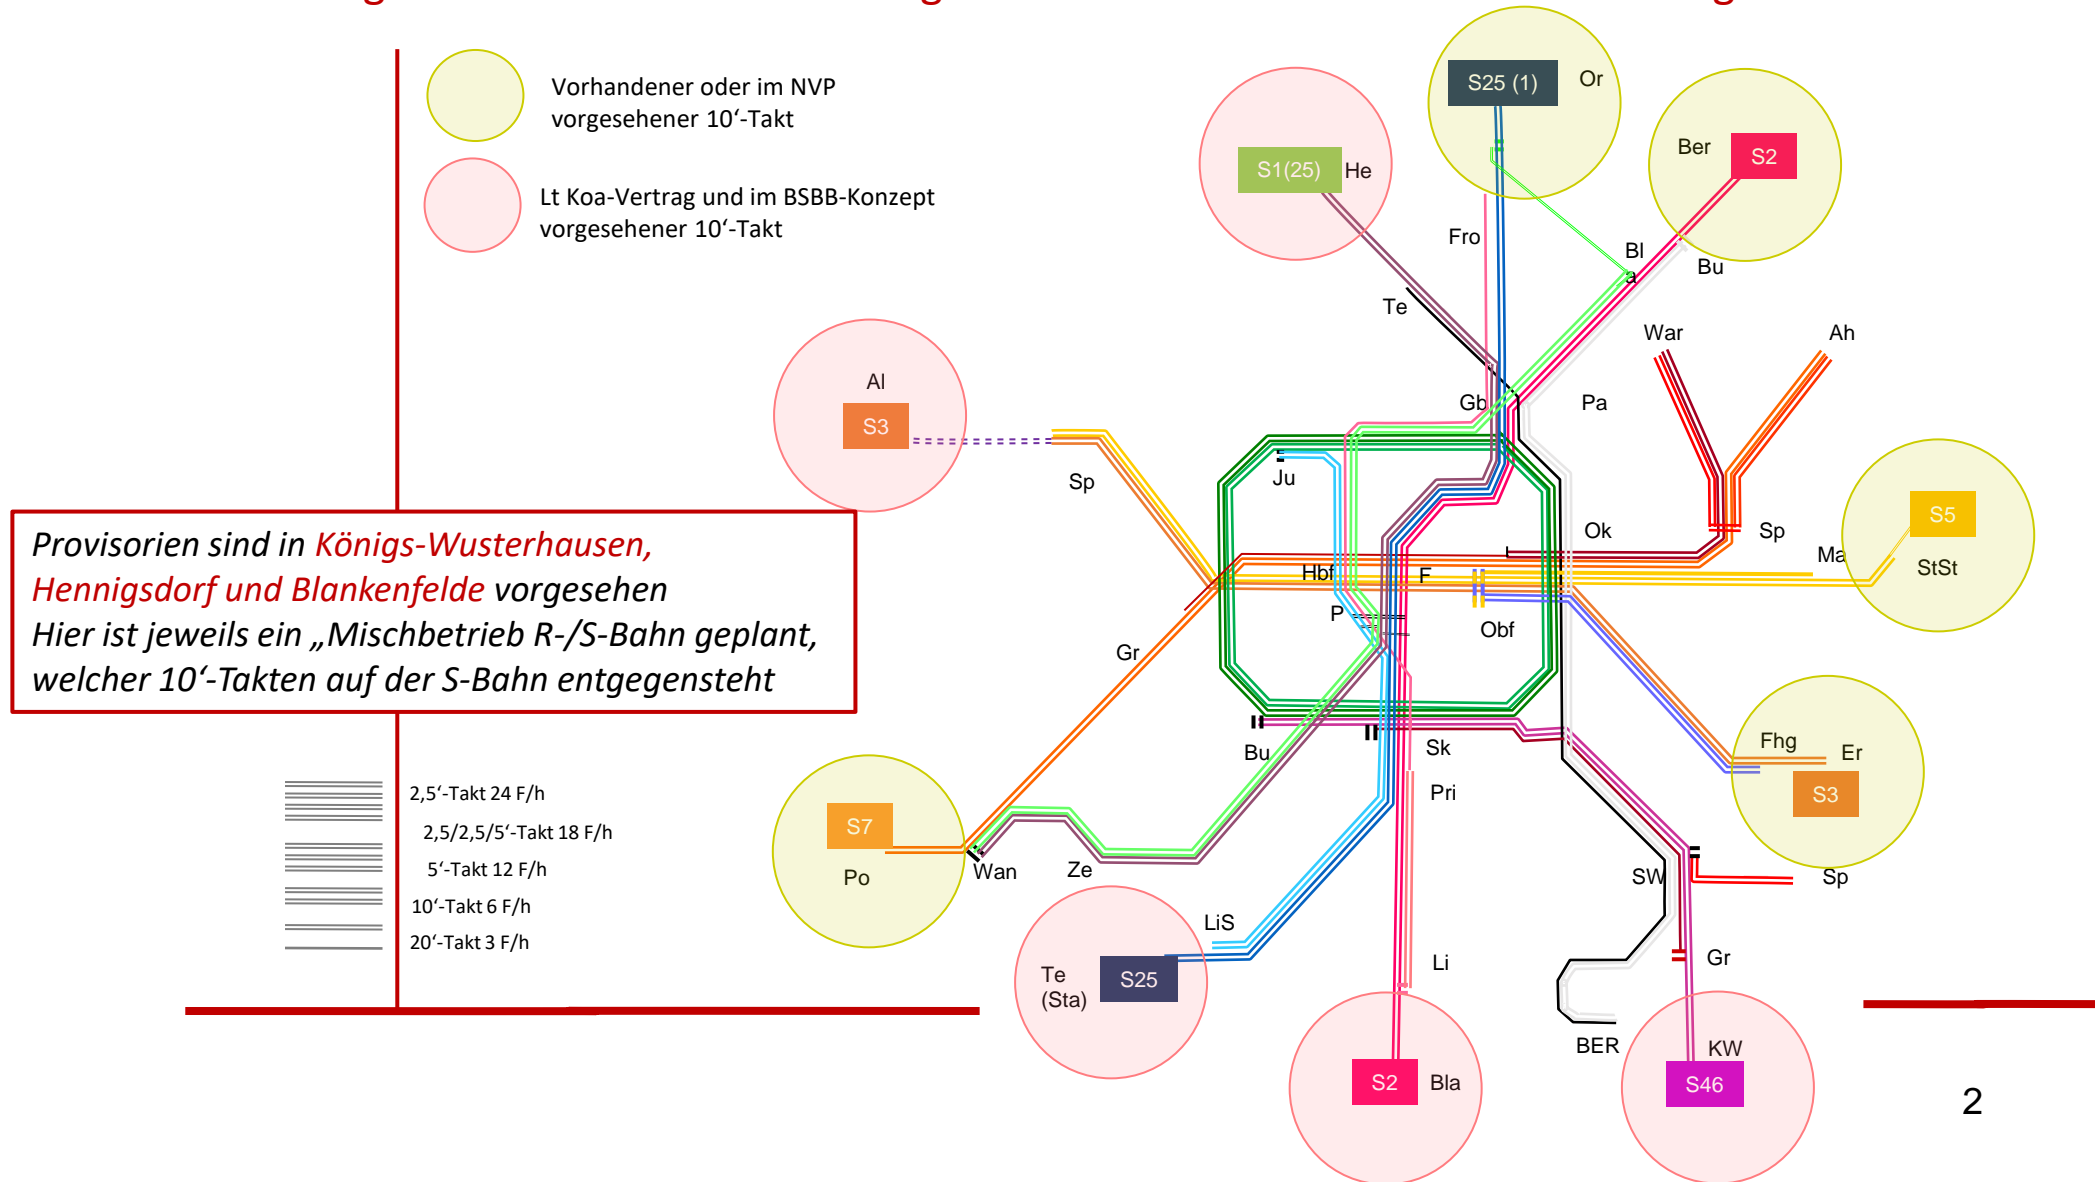 Vorhandener oder im NVP
vorgesehener 10‘-Takt
Lt Koa-Vertrag und im BSBB-Konzept
vorgesehener 10‘-Takt
S25 (1)
Or
Ber
S2
S1(25)
He
Fro
Bl
a
Bu
Te
War
Ah
Al
S3
Gb
Pa
Sp
Ju
S5
Ok
Sp
Ma
StSt
Hbf
F
P
Obf
Gr
Provisorien sind in Königs-Wusterhausen,
Hennigsdorf und Blankenfelde vorgesehen
Hier ist jeweils ein „Mischbetrieb R-/S-Bahn geplant,
welcher 10‘-Takten auf der S-Bahn entgegensteht
Bu
Sk
Fhg
Er
S3
Pri
2,5‘-Takt 24 F/h
2,5/2,5/5‘-Takt 18 F/h
5‘-Takt 12 F/h
10‘-Takt 6 F/h
20‘-Takt 3 F/h
S7
Po
Wan
Ze
SW
Sp
LiS
Te
(Sta)
S25
Li
Gr
BER
KW
S2
Bla
S46
2